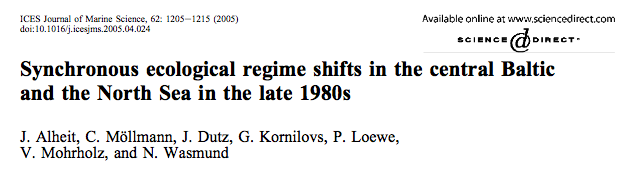 ICES Journal of Marine Science, 62: 1205–1215 (2005)
doi:10.1016/j.icesjms.2005.04.024
Available online at www.sciencedirect.com
SCIENCE @ DIRECT·
Synchronous ecological regime shifts in the central Baltic
and the North Sea in the late 1980s
J. Alheit, C. Möllmann, J. Dutz, G. Kornilovs, P. Loewe,
V. Mohrholz, and N. Wasmund